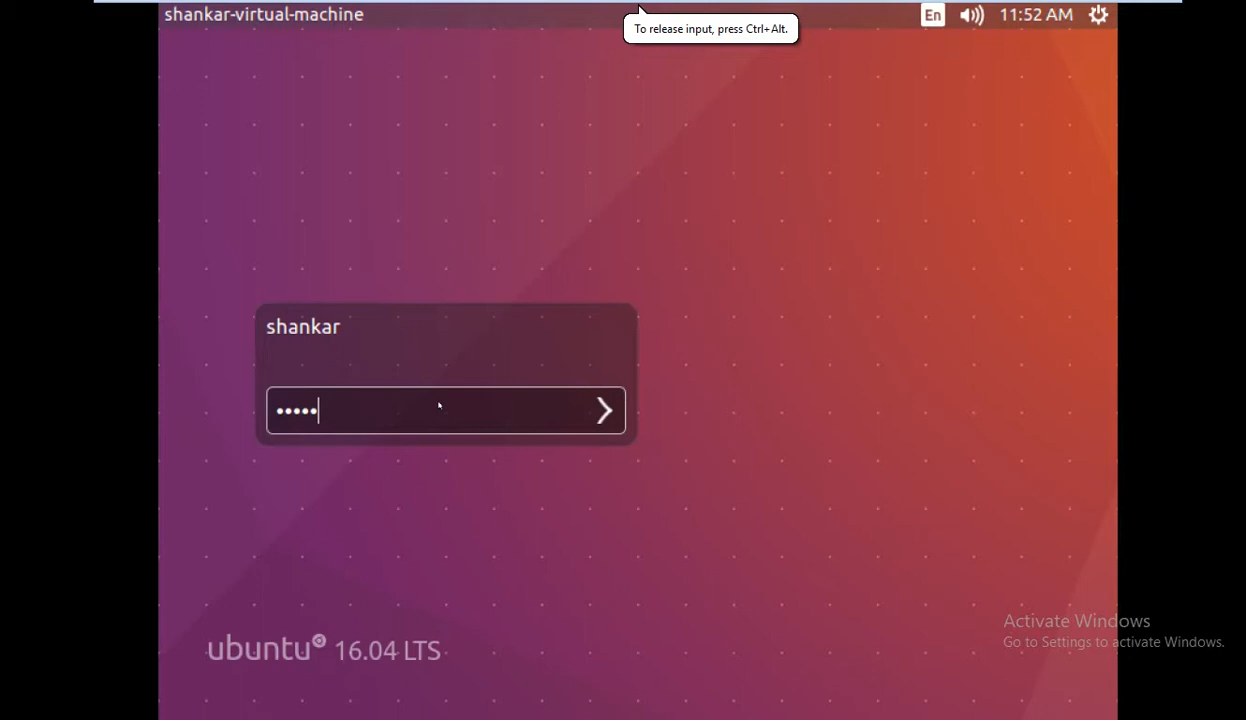 shankar-virtual-machine
To release input, press Ctrl+Alt.
En
11:52 AM
shankar
•••••
ubuntu 16.04 LTS
Activate Windows
Go to Settings to activate Windows.